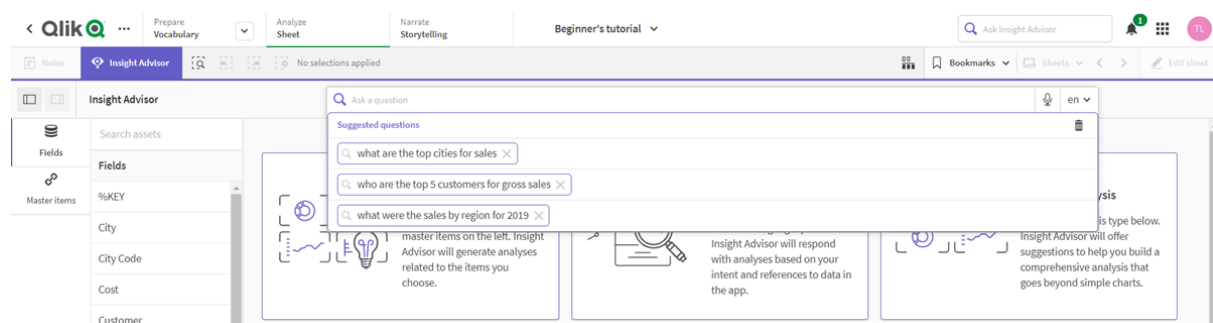 Qlik
Prepare
Vocabulary
Analyze
Sheet
Narrate
Storytelling
Beginner's tutorial
Ask Insight Advisor
1
TL
Notes
Insight Advisor
No selections applied
Bookmarks
Sheets
Edit sheet
Insight Advisor
Ask a question
en
Suggested questions
what are the top cities for sales
who are the top 5 customers for gross sales
what were the sales by region for 2019
Fields
Master items
Search assets
Fields
%KEY
City
City Code
Cost
Customer
master items on the left. Insight
Advisor will generate analyses
related to the items you
choose.
Insight Advisor will respond
with analyses based on your
intent and references to data in
the app.
is type below.
Insight Advisor will offer
suggestions to help you build a
comprehensive analysis that
goes beyond simple charts.